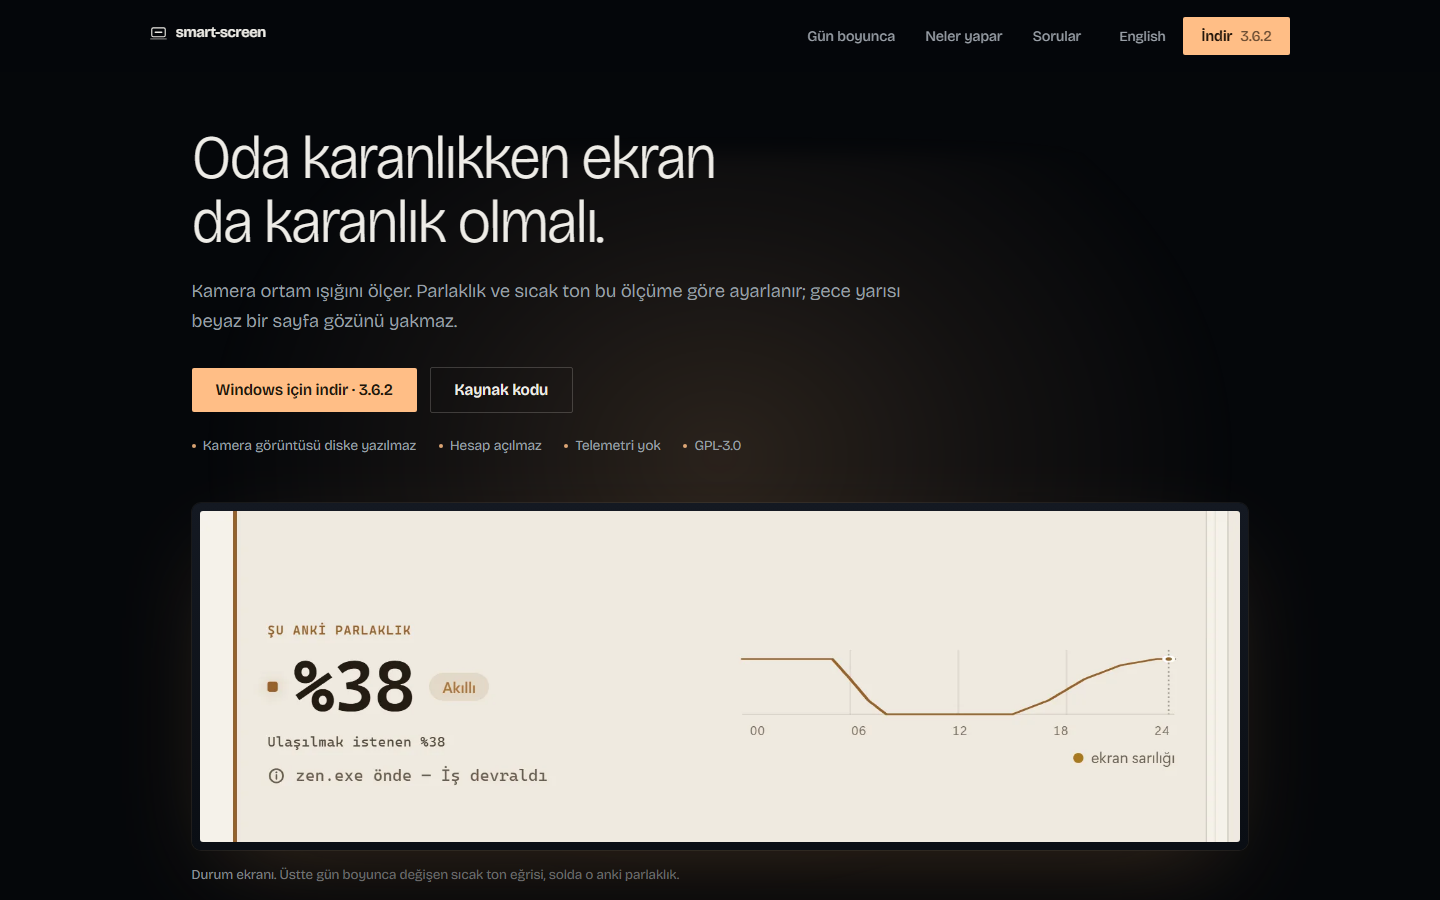 smart-screen
Gün boyunca
Neler yapar
Sorular
English
İndir 3.6.2
Oda karanlıkken ekran
da karanlık olmalı.
Kamera ortam ışığını ölçer. Parlaklık ve sıcak ton bu ölçüme göre ayarlanır; gece yarısı
beyaz bir sayfa gözünü yakmaz.
Windows için indir · 3.6.2
Kaynak kodu
• Kamera görüntüsü diske yazılmaz
• Hesap açılmaz
• Telemetri yok
• GPL-3.0
ŞU ANKİ PARLAKLIK
%38
Akıllı
Ulaşılmak istenen %38
zen.exe önde — İş devraldı
00 06 12 18 24
ekran sarılığı
Durum ekranı. Üstte gün boyunca değişen sıcak ton eğrisi, solda o anki parlaklık.